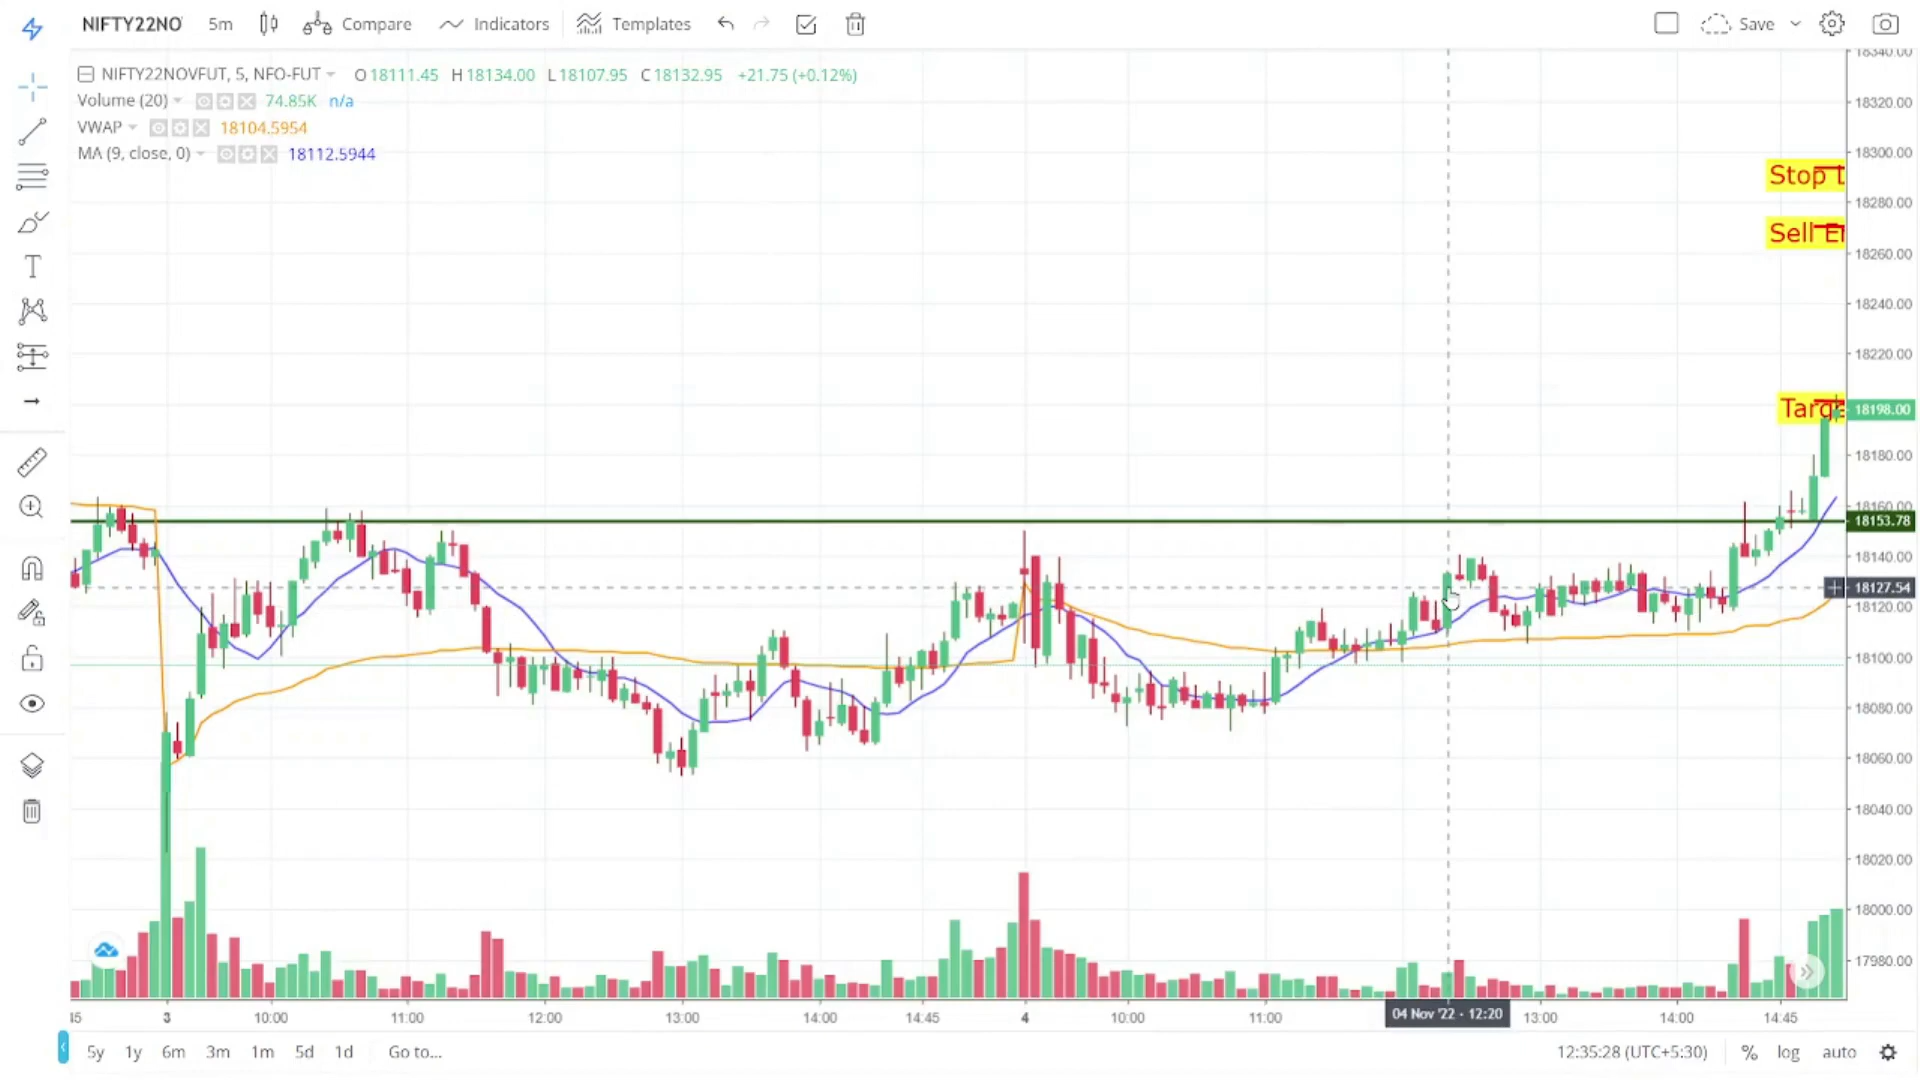 NIFTY22NO 5m Compare Indicators Templates Save
NIFTY22NOVFUT, 5, NFO-FUT O18111.45 H18134.00 L18107.95 C18132.95 +21.75 (+0.12%)
Volume (20) 74.85K n/a
VWAP 18104.5954
MA (9, close, 0) 18112.5944
18340.00
18320.00
18300.00
Stop
18280.00
Sell
18260.00
18240.00
18220.00
18198.00
18180.00
18160.00
18153.78
18140.00
18127.54
18120.00
18100.00
18080.00
18060.00
18040.00
18020.00
18000.00
17980.00
:45 3 10:00 11:00 12:00 13:00 14:00 14:45 4 10:00 11:00 04 Nov '22 · 12:20 13:00 14:00 14:45
5y 1y 6m 3m 1m 5d 1d Go to... 12:35:28 (UTC+5:30) % log auto